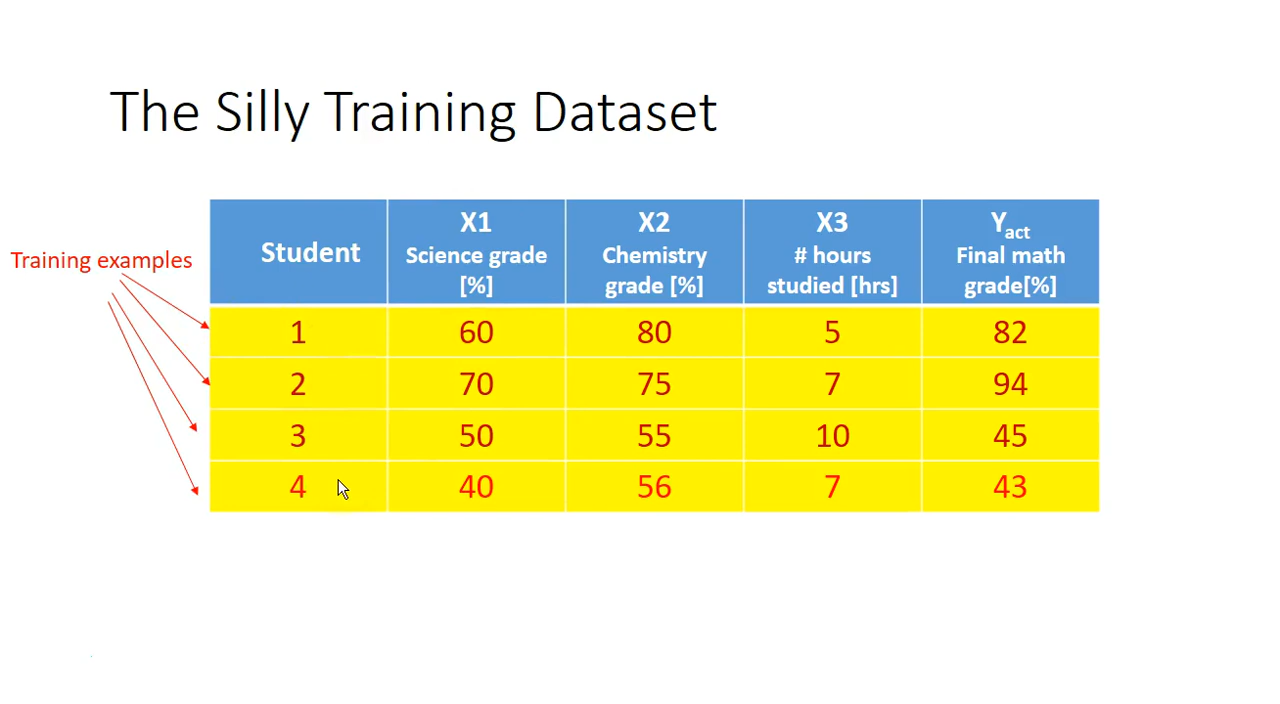 The Silly Training Dataset
Training examples
Student
X1
Science grade
[%]
X2
Chemistry
grade [%]
X3
# hours
studied [hrs]
Yact
Final math
grade[%]
1 60 80 5 82
2 70 75 7 94
3 50 55 10 45
4 40 56 7 43